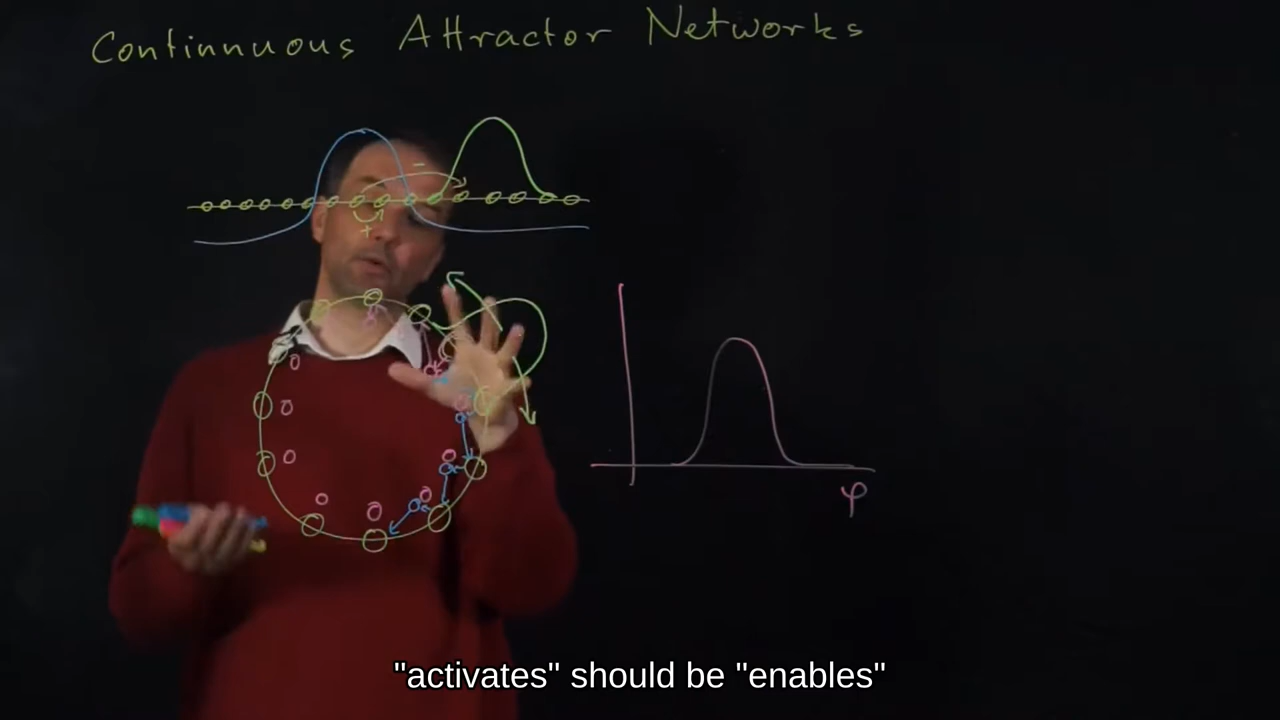 Continnuous Attractor Networks
-
+
φ
"activates" should be "enables"